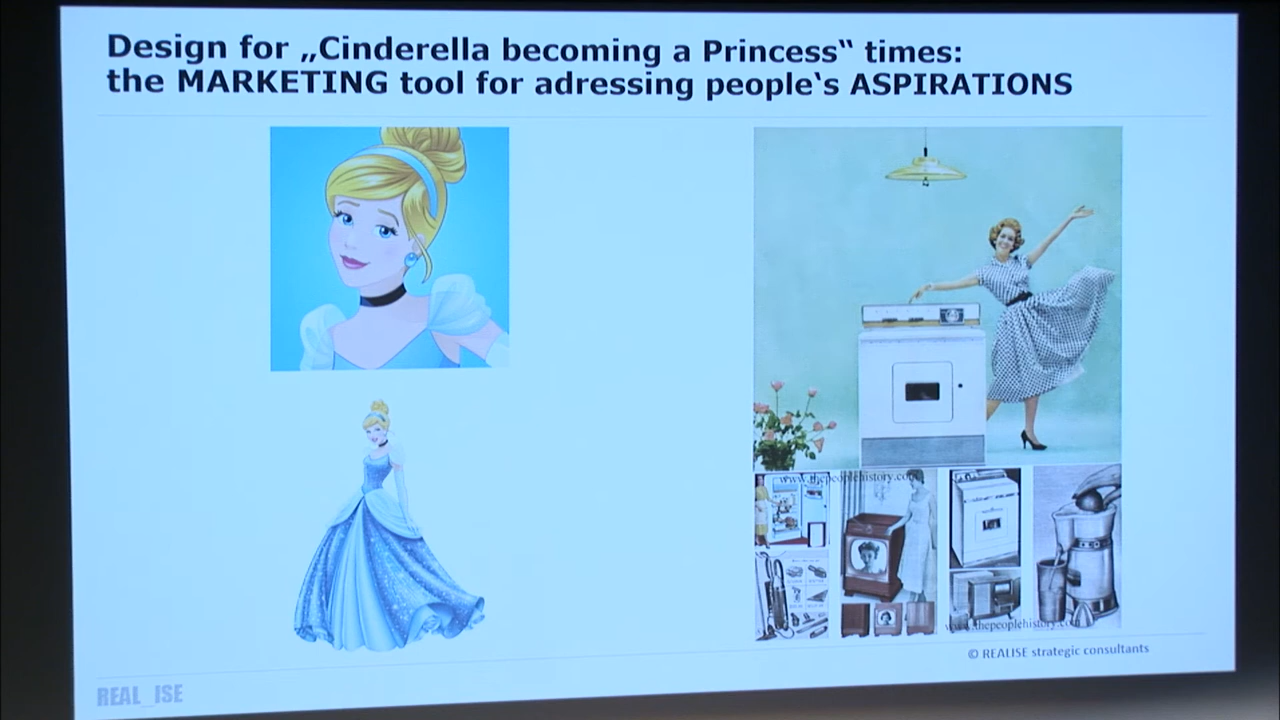 Design for „Cinderella becoming a Princess“ times:
the MARKETING tool for adressing people‘s ASPIRATIONS
www.thepeoplehistory.com
www.thepeoplehistory.com
© REALISE strategic consultants
REAL_ISE